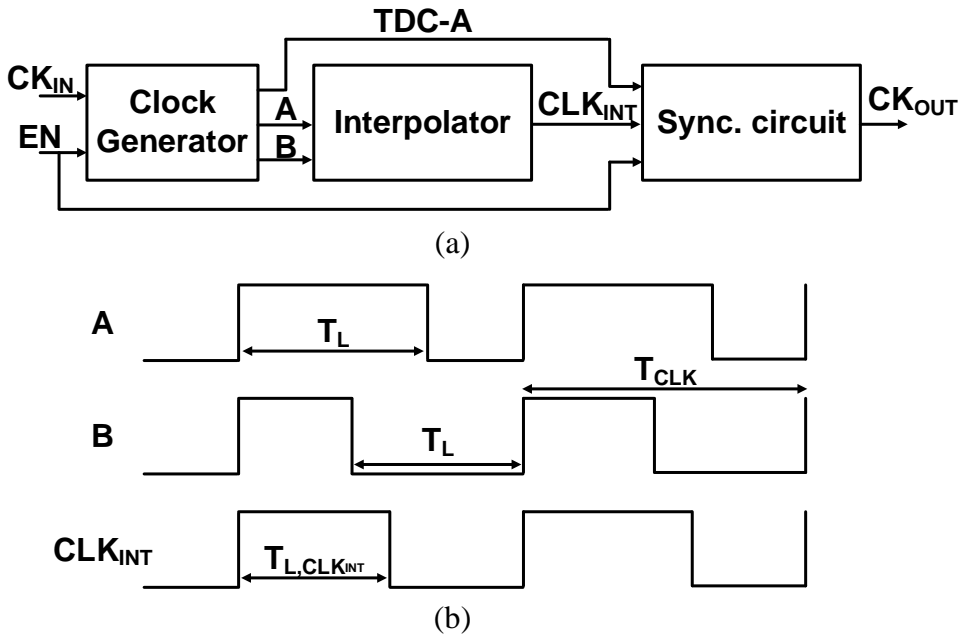 TDC-A
CK_IN
EN
Clock
Generator
A
B
Interpolator
CLK_INT
Sync. circuit
CK_OUT
(a)
A
T_L
T_CLK
B
T_L
CLK_INT
T_L,CLK_INT
(b)